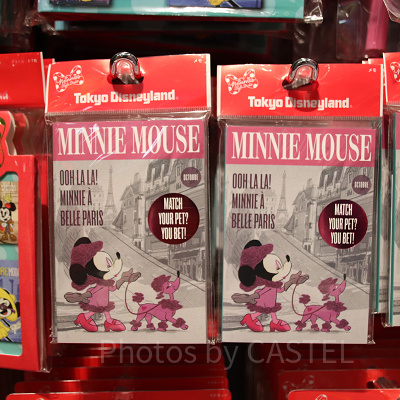 Tokyo Disneyland
MINNIE MOUSE
OOH LA LA!
MINNIE À
BELLE PARIS
OCTOBRE
MATCH
YOUR PET?
YOU BET!
Tokyo Disneyland
MINNIE MOUSE
OOH LA LA!
MINNIE À
BELLE PARIS
OCTOBRE
MATCH
YOUR PET?
YOU BET!
Photos by CASTEL